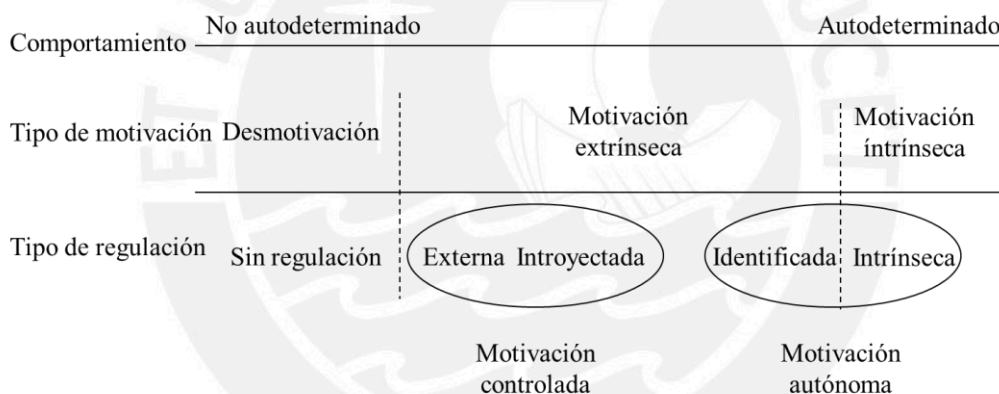 No autodeterminado
Autodeterminado
Comportamiento
Tipo de motivación
Desmotivación
Motivación
extrínseca
Motivación
íntrínseca
Tipo de regulación
Sin regulación
Externa Introyectada
Identificada
Intrínseca
Motivación
controlada
Motivación
autónoma